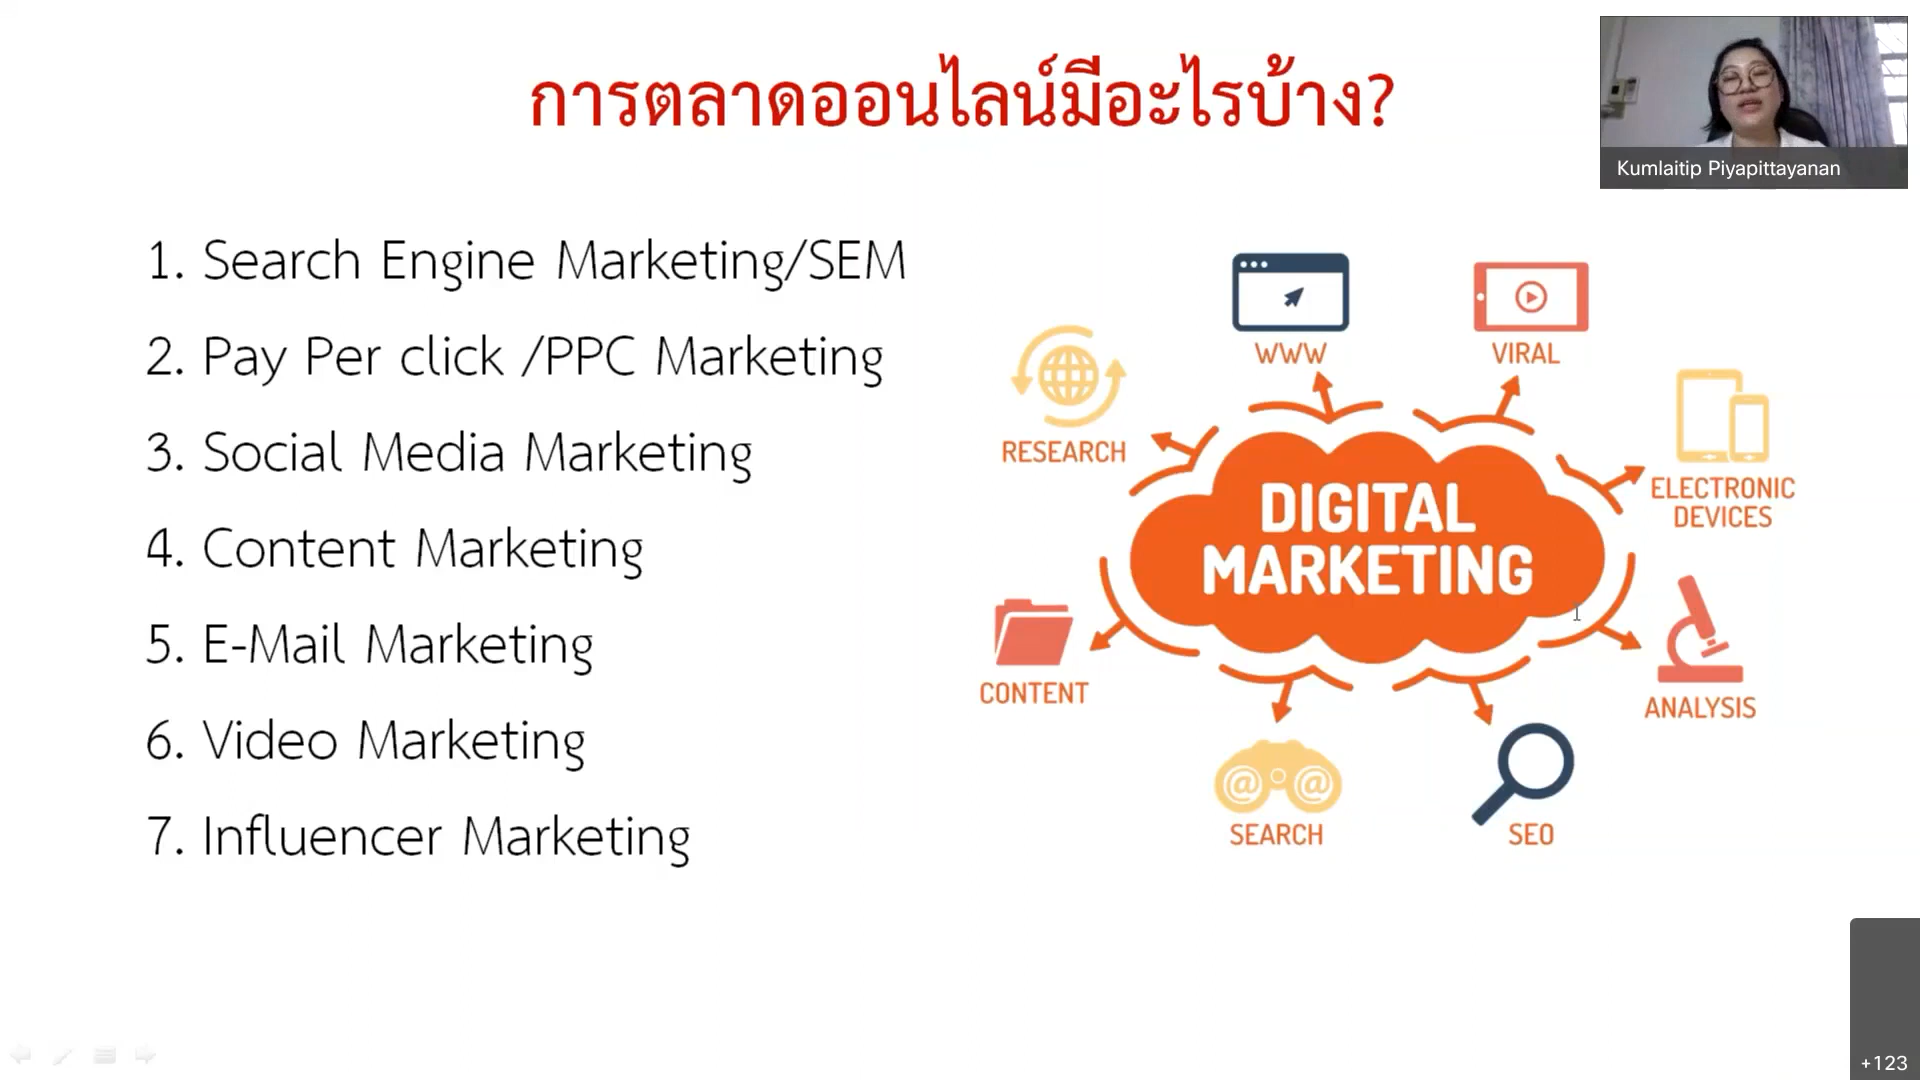 การตลาดออนไลน์มีอะไรบ้าง?
Kumlaitip Piyapittayanan
1. Search Engine Marketing/SEM
2. Pay Per click /PPC Marketing
3. Social Media Marketing
4. Content Marketing
5. E-Mail Marketing
6. Video Marketing
7. Influencer Marketing
WWW
VIRAL
RESEARCH
ELECTRONIC
DEVICES
DIGITAL
MARKETING
CONTENT
ANALYSIS
@ @
SEARCH
SEO
+123